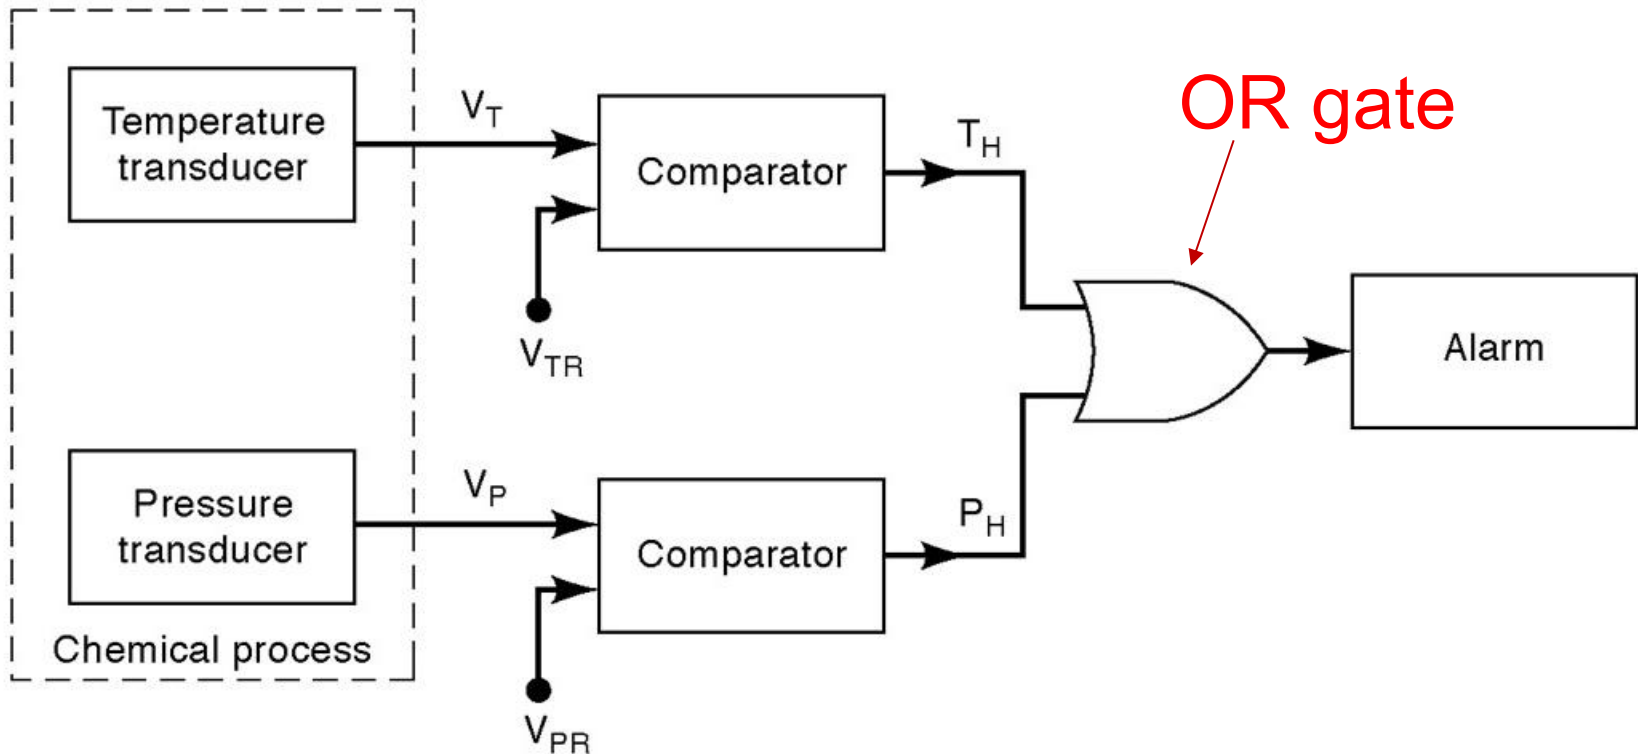 Temperature
transducer
V_T
Comparator
T_H
OR gate
V_TR
Alarm
Pressure
transducer
V_P
Comparator
P_H
Chemical process
V_PR